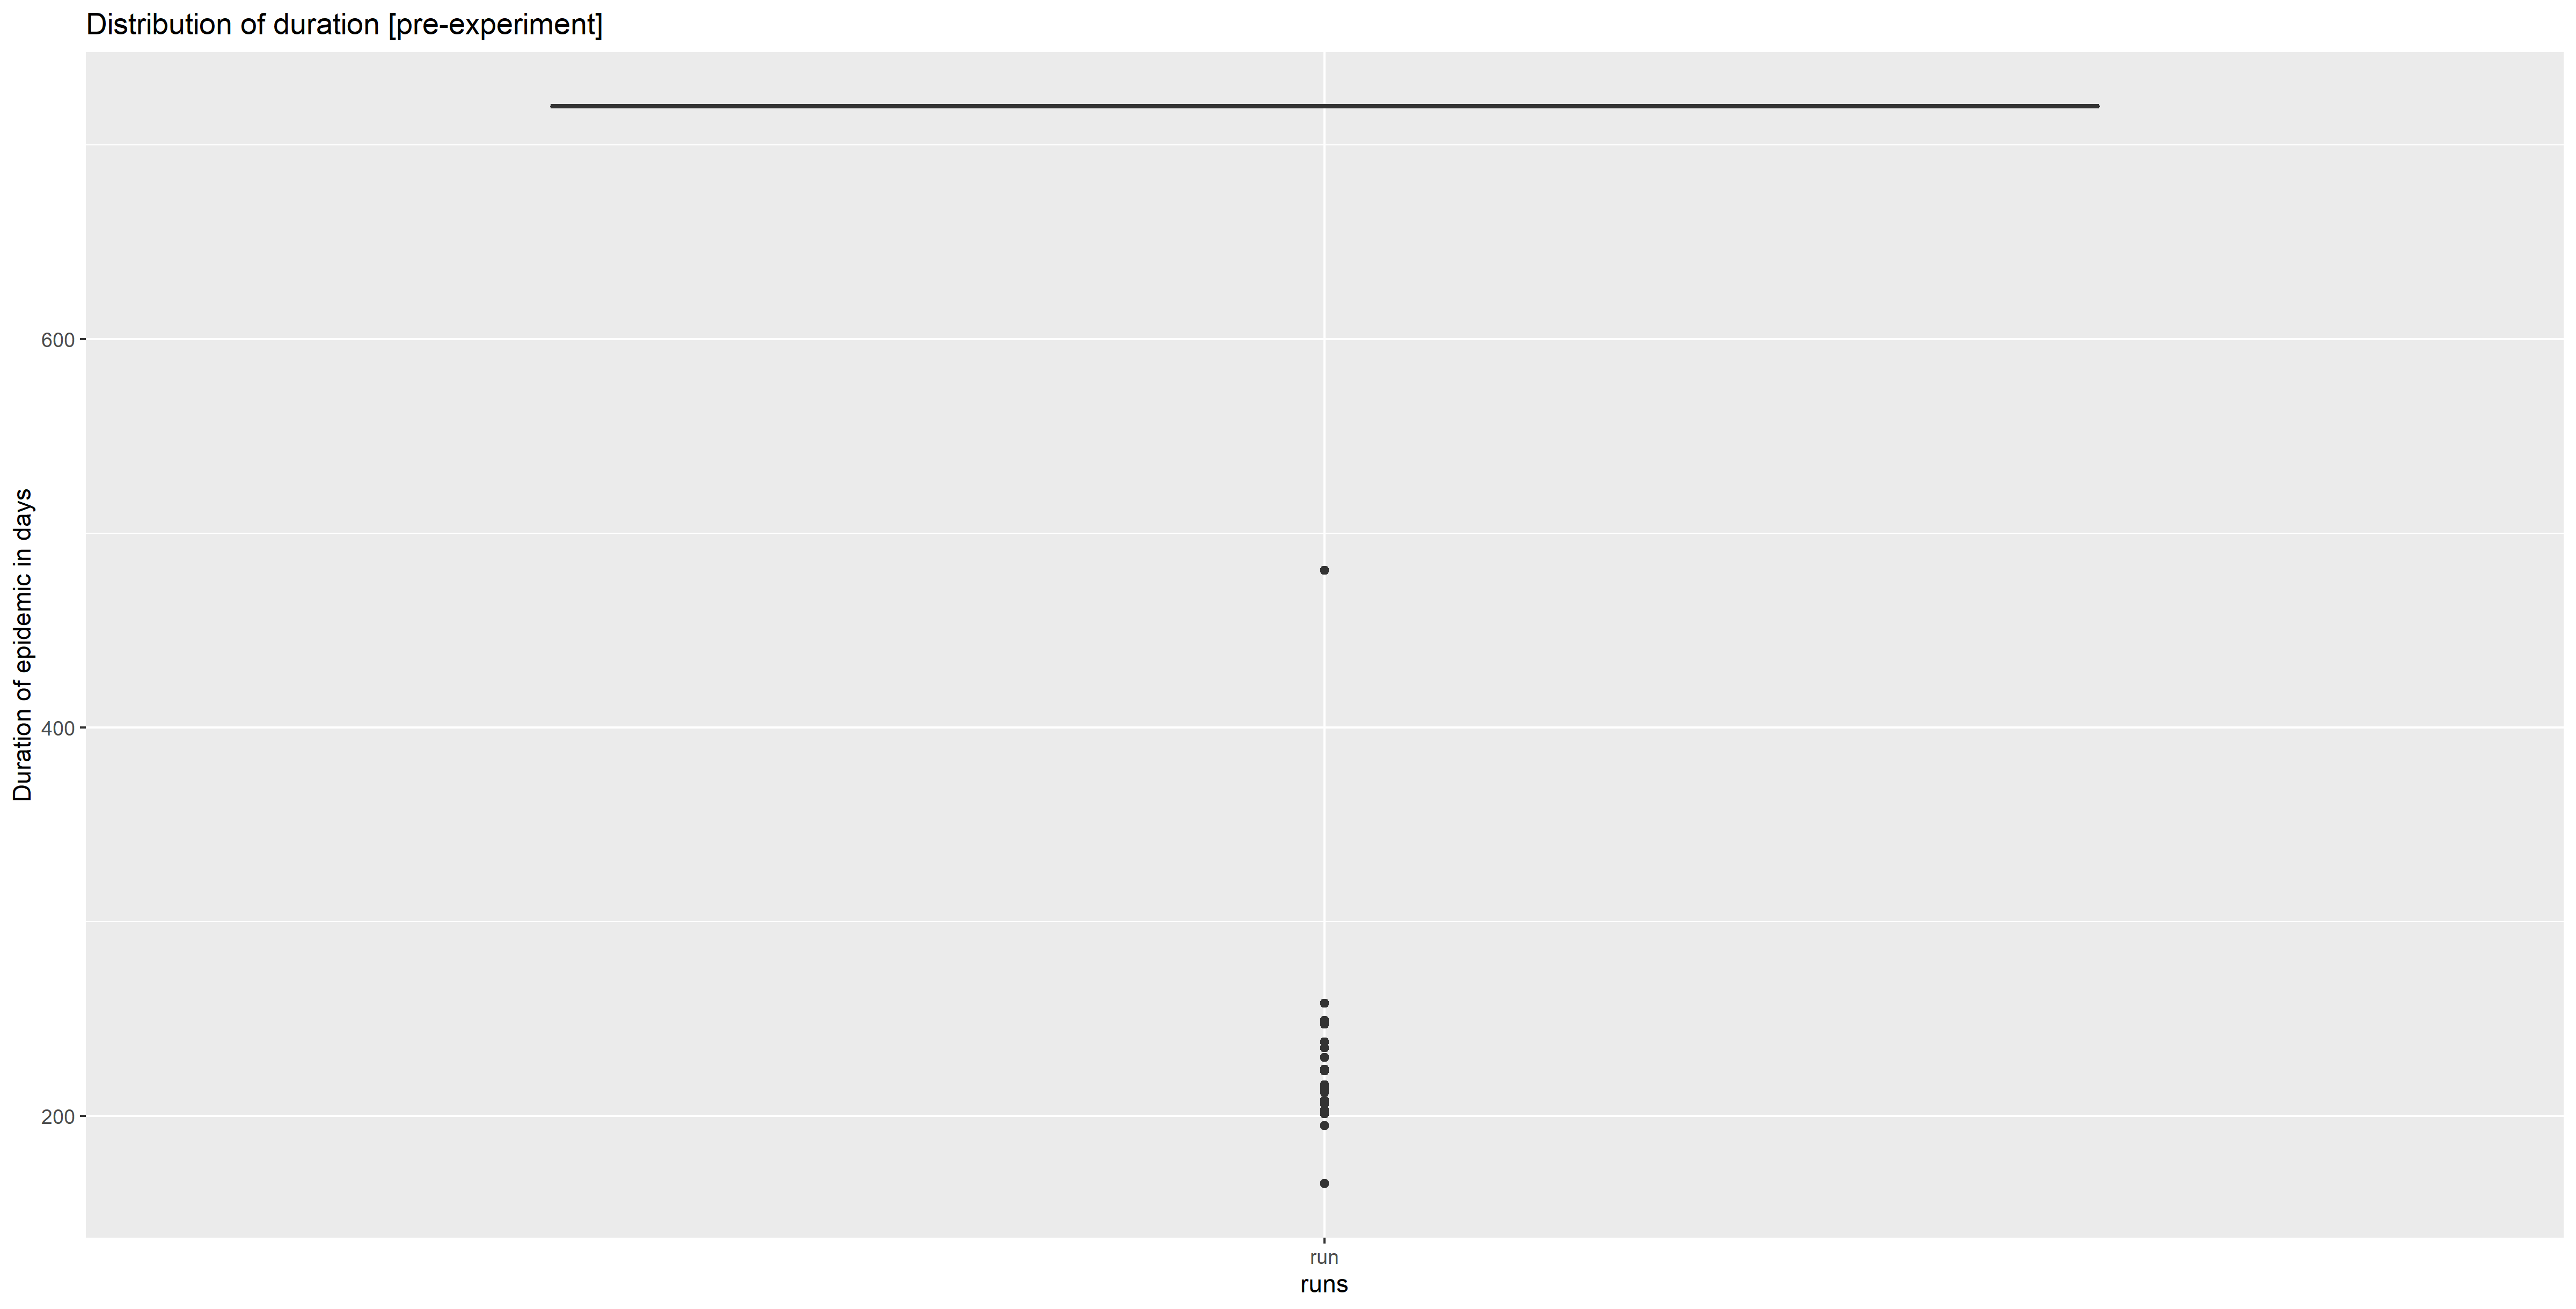 Distribution of duration [pre-experiment]
Duration of epidemic in days
600
400
200
run
runs